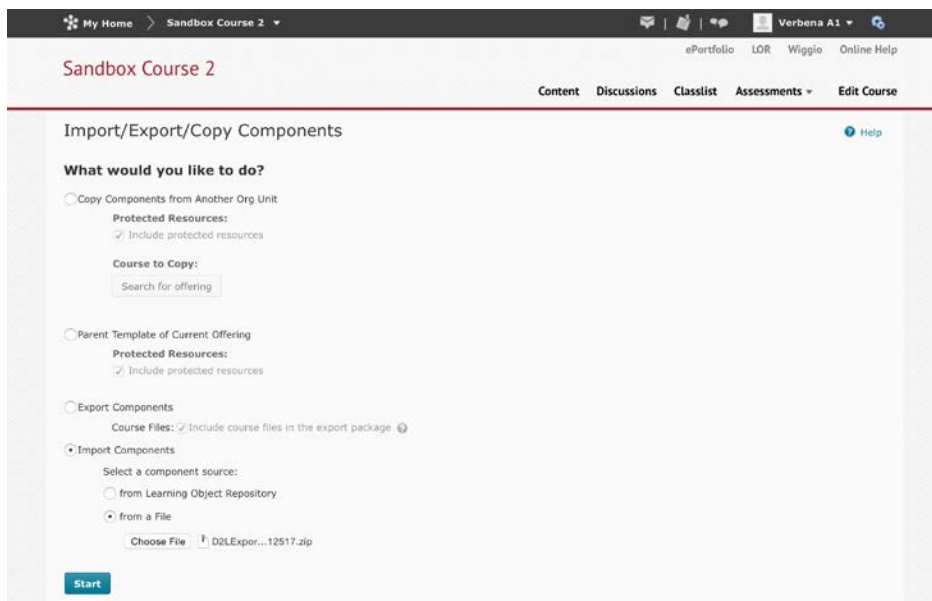 My Home Sandbox Course 2 Verbena A1
ePortfolio LOR Wiggio Online Help
Sandbox Course 2
Content Discussions Classlist Assessments Edit Course
Import/Export/Copy Components
Help
What would you like to do?
Copy Components from Another Org Unit
Protected Resources:
Include protected resources
Course to Copy:
Search for offering
Parent Template of Current Offering
Protected Resources:
Include protected resources
Export Components
Course Files: Include course files in the export package
Import Components
Select a component source:
from Learning Object Repository
from a File
Choose File D2LExpor...12517.zip
Start